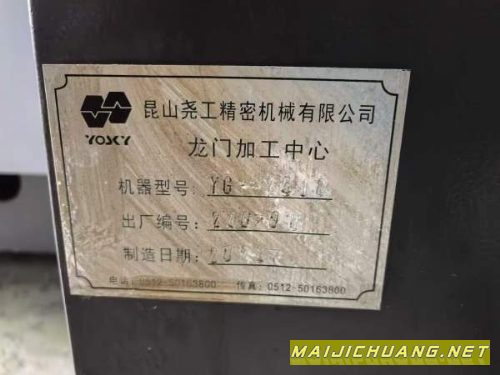 YOSKY
昆山尧工精密机械有限公司
龙门加工中心
机器型号:
出厂编号:
制造日期:
电话: 0512-50163800 传真: 0512-50163800
MAIJICHUANG.NET